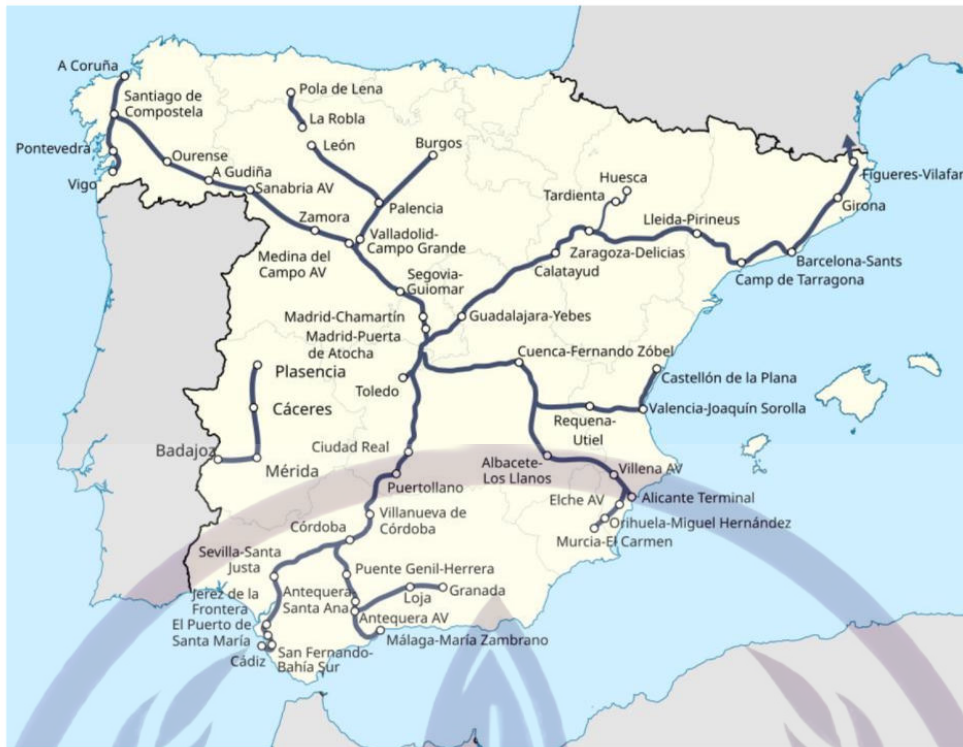 A Coruña
Santiago de
Compostela
Pontevedra
Vigo
Ourense
A Gudiña
Sanabria AV
Zamora
Medina del
Campo AV
Pola de Lena
La Robla
León
Burgos
Palencia
Valladolid-
Campo Grande
Segovia-
Guiomar
Madrid-Chamartín
Madrid-Puerta
de Atocha
Toledo
Huesca
Tardienta
Lleida-Pirineus
Zaragoza-Delicias
Calatayud
Guadalajara-Yebes
Figueres-Vilafan
Girona
Barcelona-Sants
Camp de Tarragona
Cuenca-Fernando Zóbel
Castellón de la Plana
Valencia-Joaquín Sorolla
Requena-
Utiel
Plasencia
Cáceres
Badajoz
Mérida
Ciudad Real
Puertollano
Villanueva de
Córdoba
Córdoba
Albacete-
Los Llanos
Villena AV
Alicante Terminal
Elche AV
Orihuela-Miguel Hernández
Murcia-El Carmen
Sevilla-Santa
Justa
Jerez de la
Frontera
El Puerto de
Santa María
Cádiz
San Fernando-
Bahía Sur
Puente Genil-Herrera
Antequera-
Santa Ana
Loja
Granada
Antequera AV
Málaga-María Zambrano